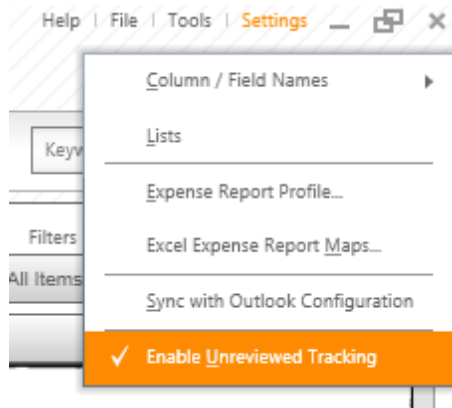 Help | File | Tools | Settings
Column / Field Names
Lists
Keyw
Expense Report Profile...
Filters
Excel Expense Report Maps...
All Items
Sync with Outlook Configuration
Enable Unreviewed Tracking